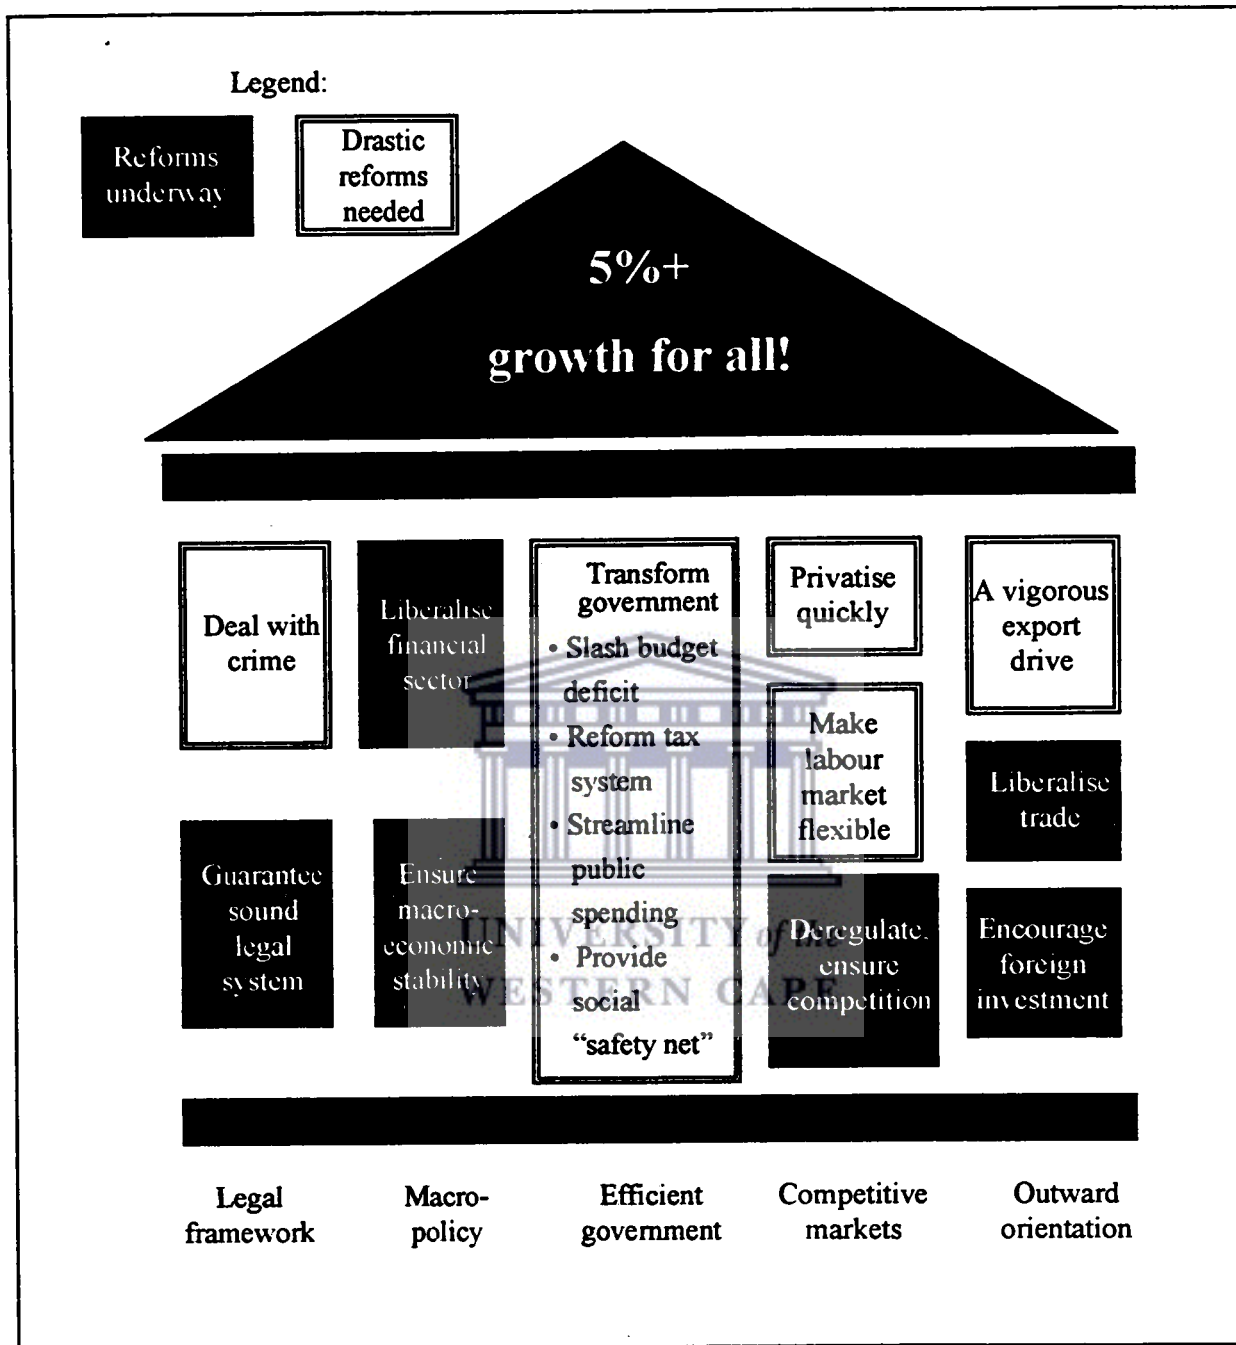 Legend:
Reforms
underway
Drastic
reforms
needed
5%+
growth for all!
Deal with
crime
Guarantee
sound
legal
system
Liberalise
financial
sector
Ensure
macro-
economic
stability
Transform
government
• Slash budget
deficit
• Reform tax
system
• Streamline
public
spending
• Provide
social
“safety net”
Privatise
quickly
Make
labour
market
flexible
Deregulate,
ensure
competition
A vigorous
export
drive
Liberalise
trade
Encourage
foreign
investment
UNIVERSITY of the
WESTERN CAPE
Legal
framework
Macro-
policy
Efficient
government
Competitive
markets
Outward
orientation